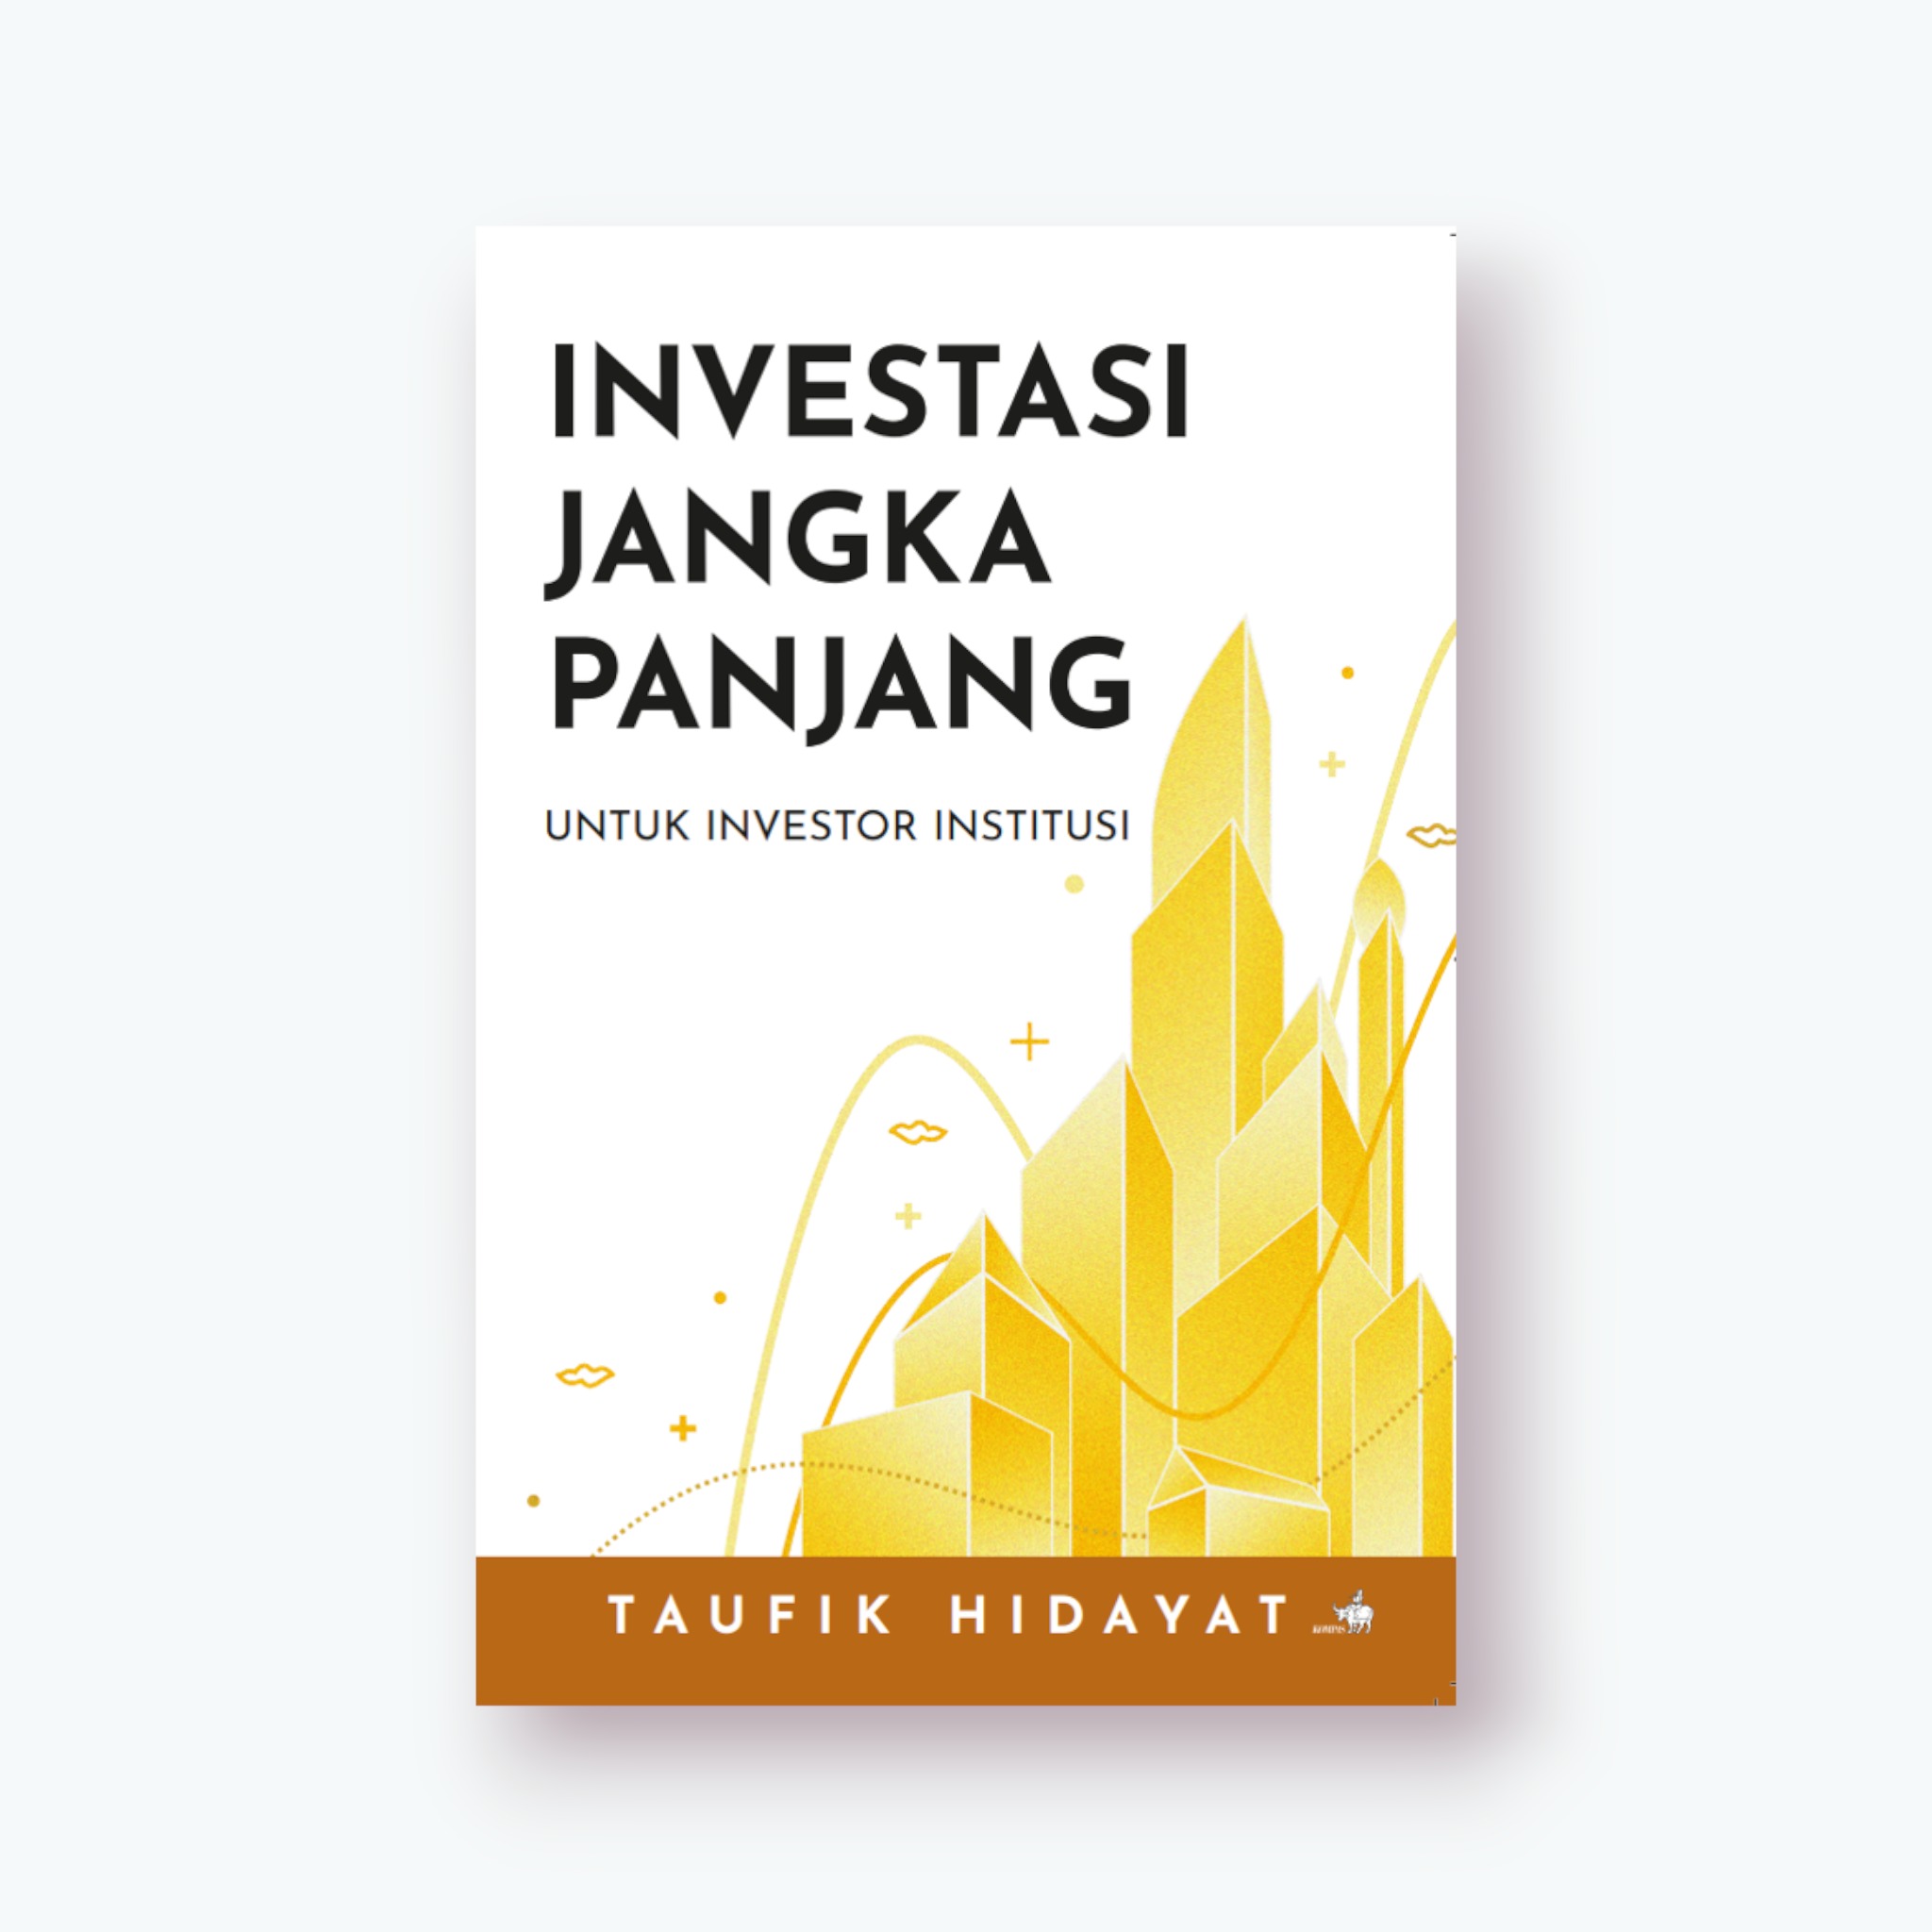 INVESTASI
JANGKA
PANJANG
UNTUK INVESTOR INSTITUSI
TAUFIK HIDAYAT